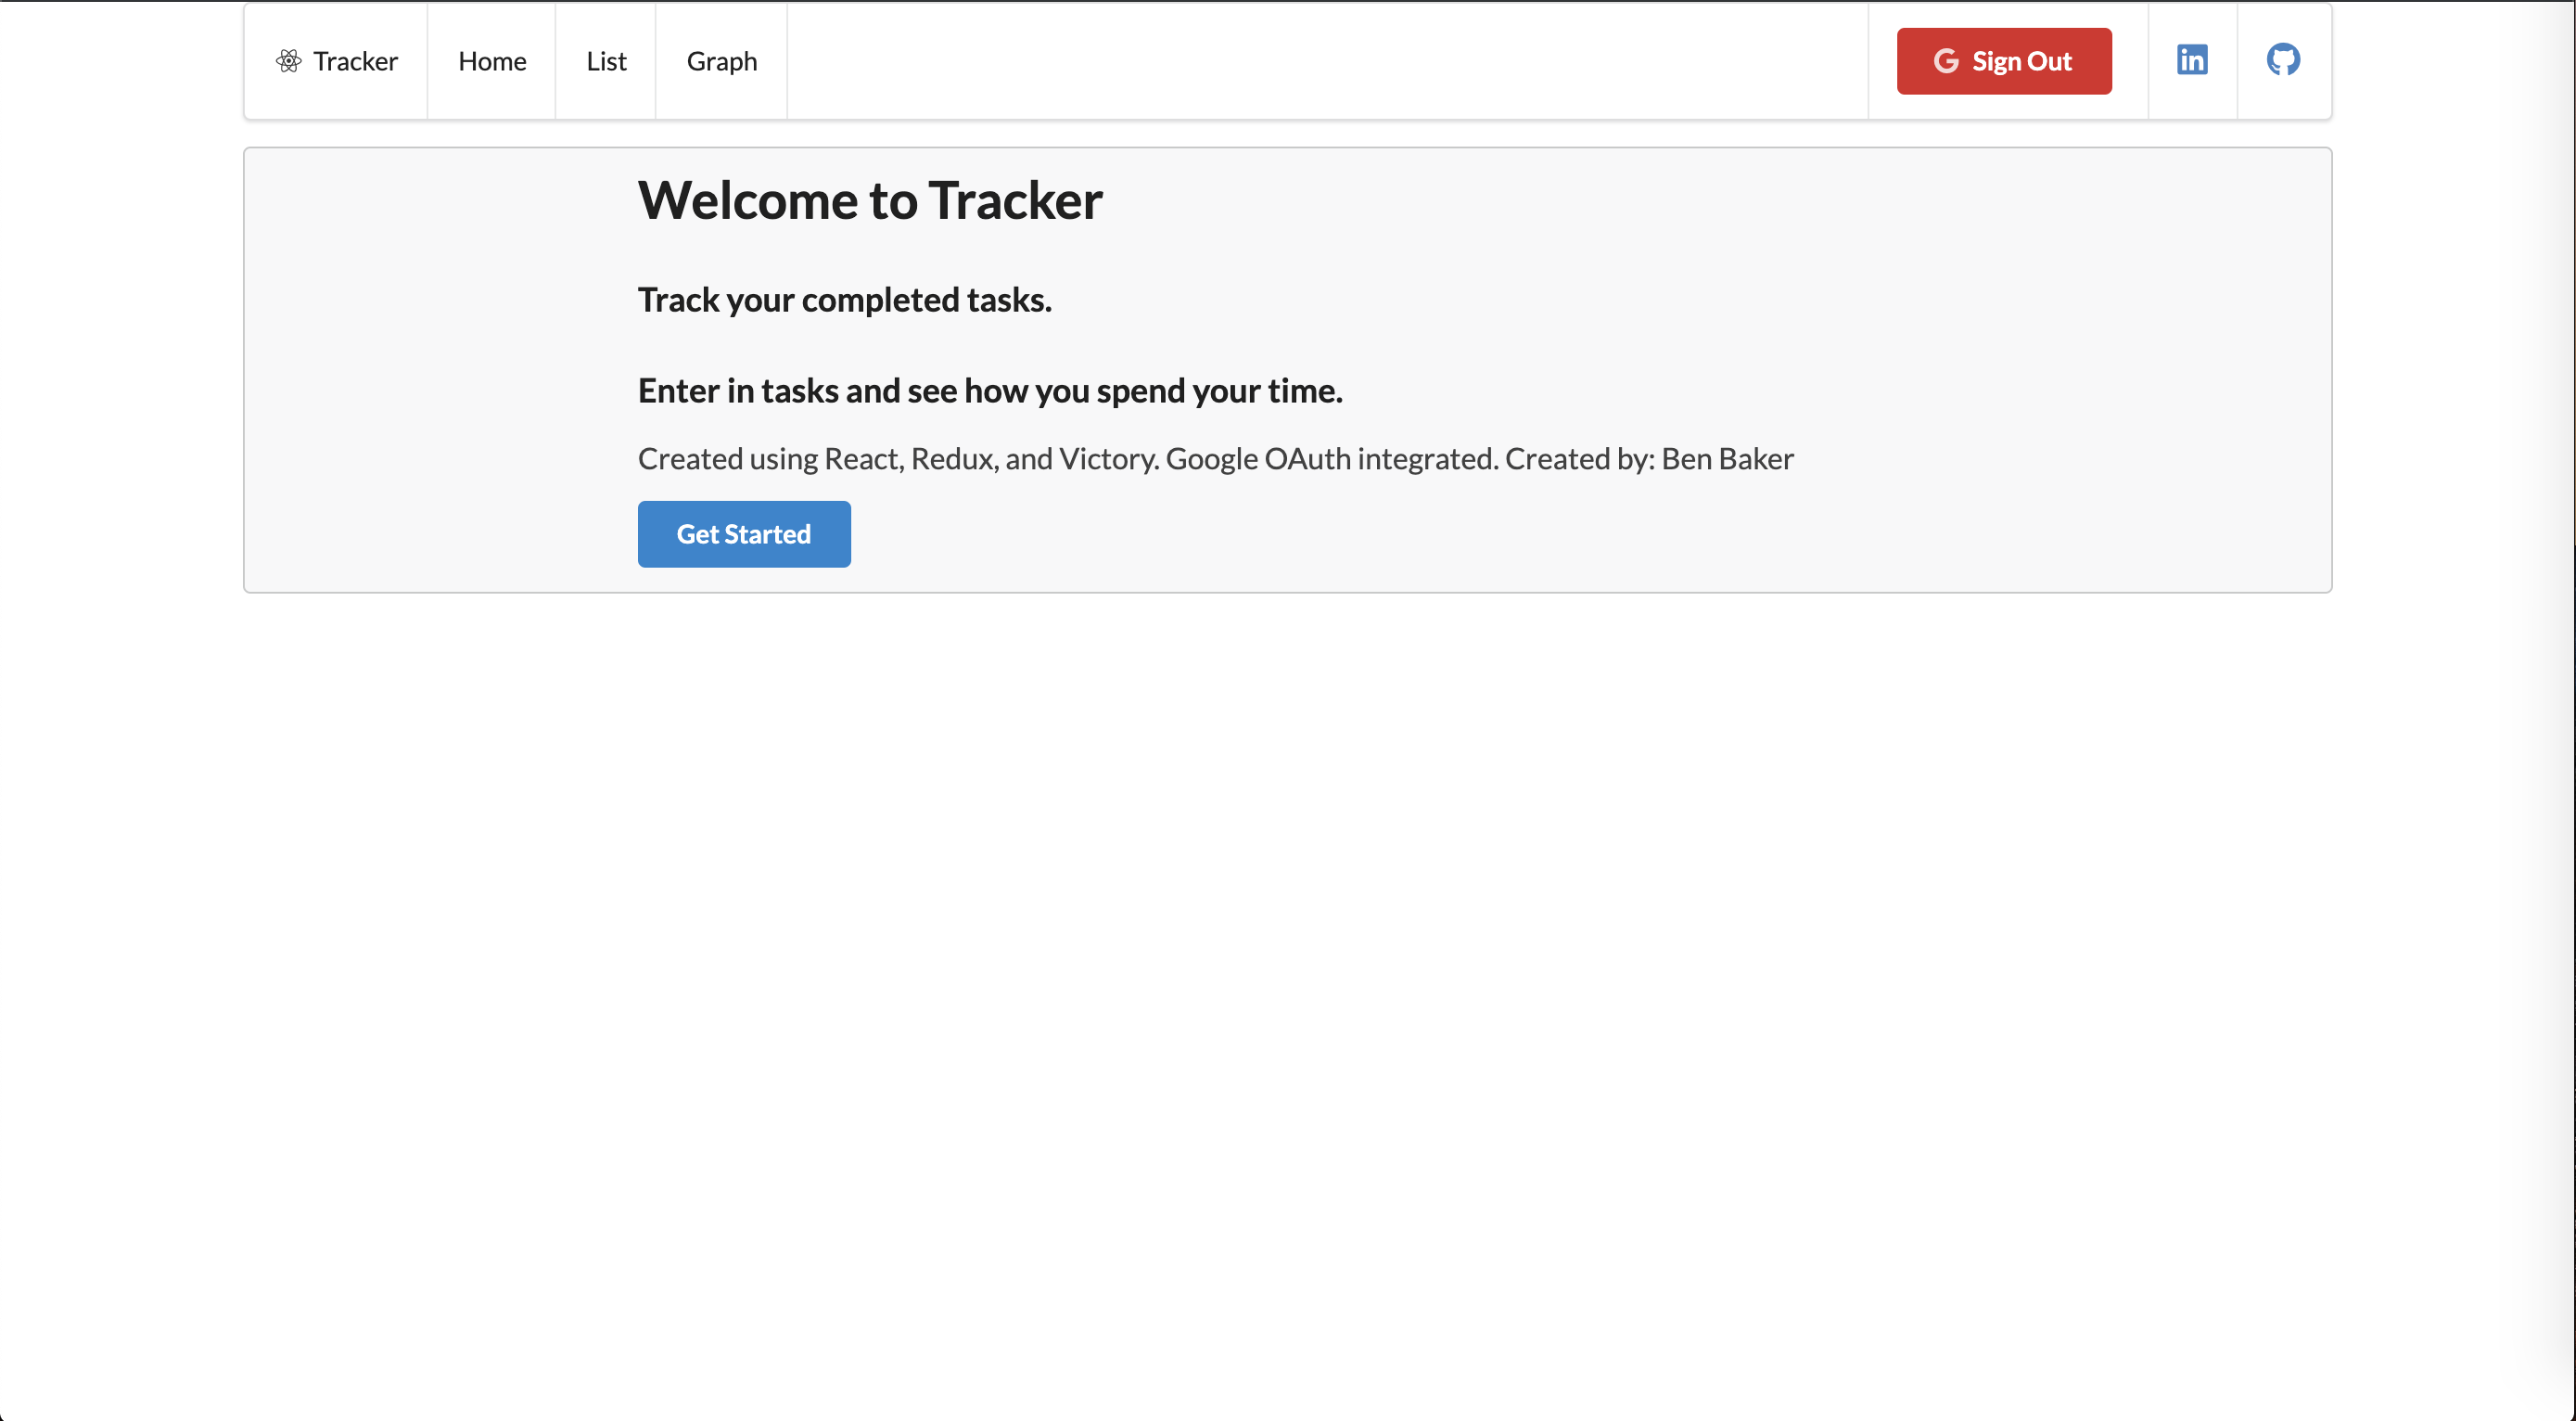 Tracker Home List Graph Sign Out
Welcome to Tracker
Track your completed tasks.
Enter in tasks and see how you spend your time.
Created using React, Redux, and Victory. Google OAuth integrated. Created by: Ben Baker
Get Started